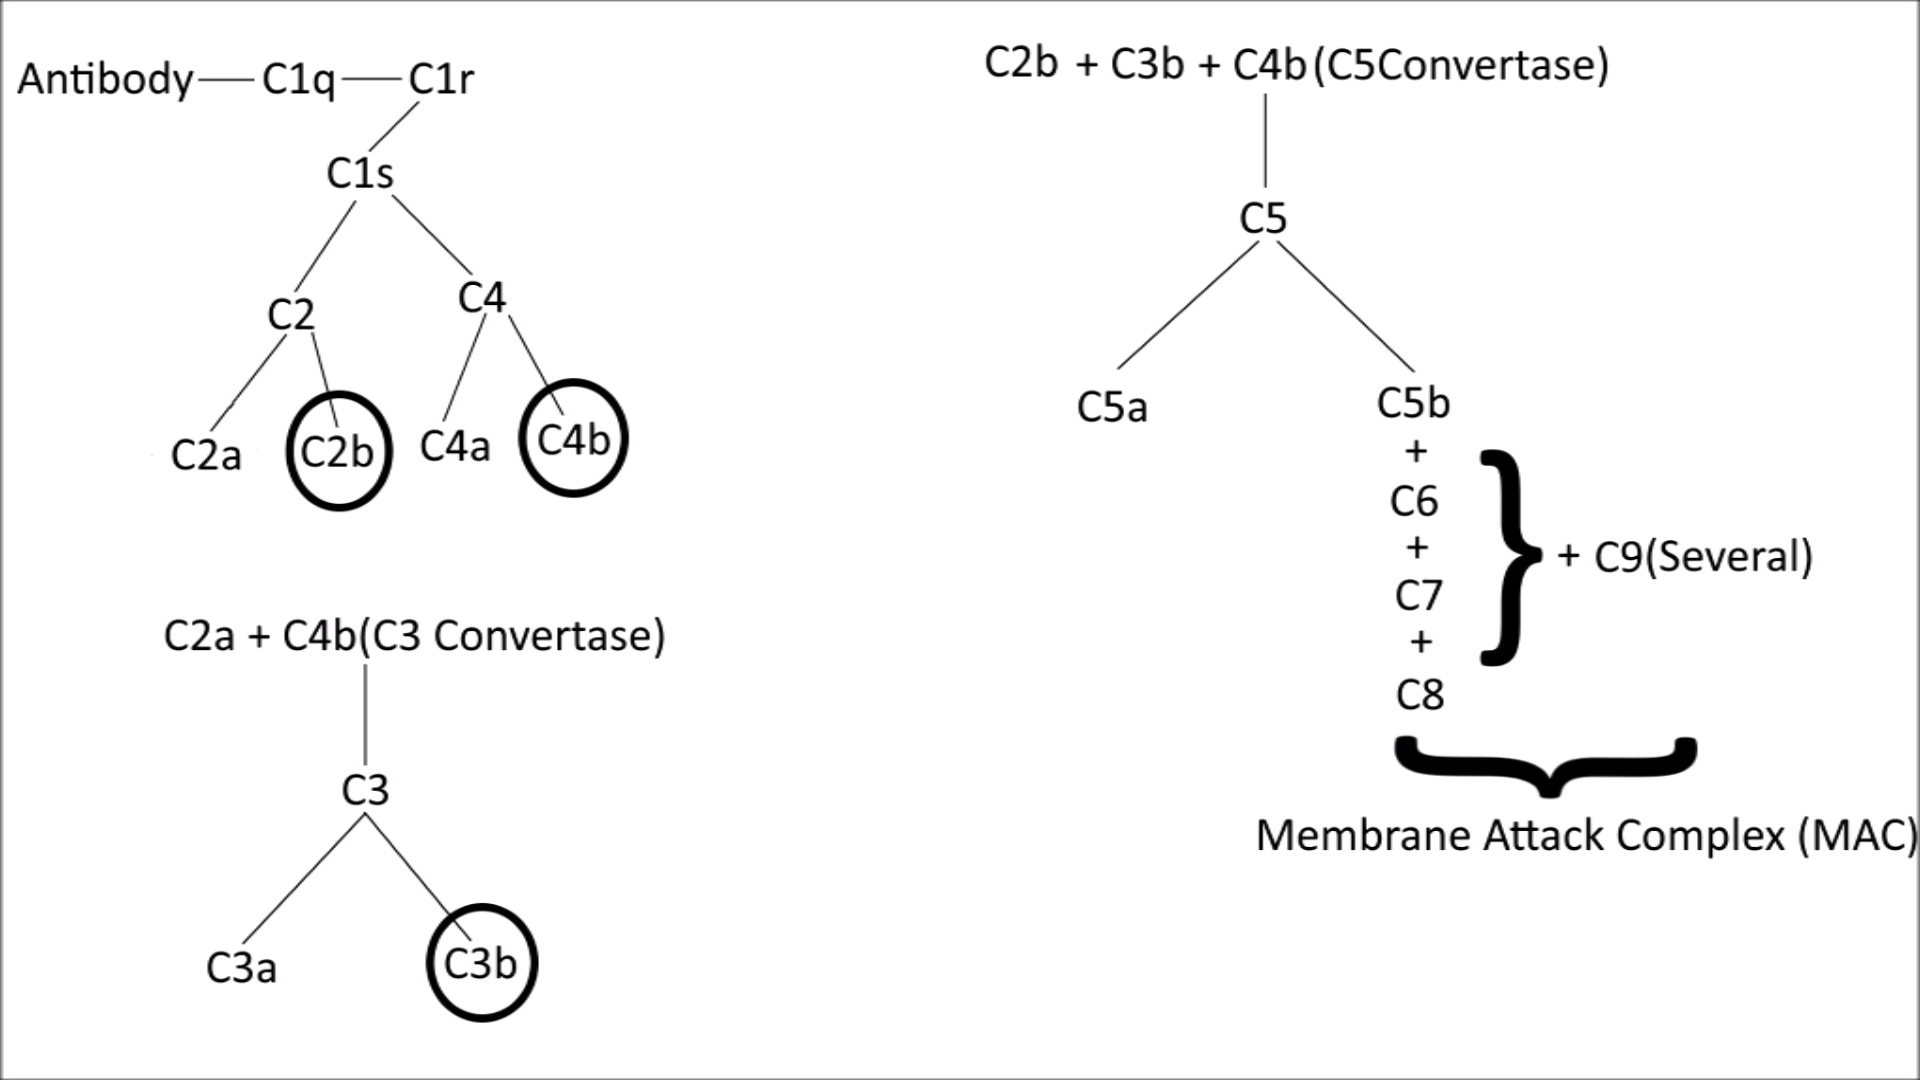 Antibody C1q C1r
C1s
C2 C4
C2a C2b C4a C4b
C2a + C4b(C3 Convertase)
C3
C3a C3b
C2b + C3b + C4b(C5Convertase)
C5
C5a C5b
+
C6
+
C7
+
C8
} + C9(Several)
Membrane Attack Complex (MAC)